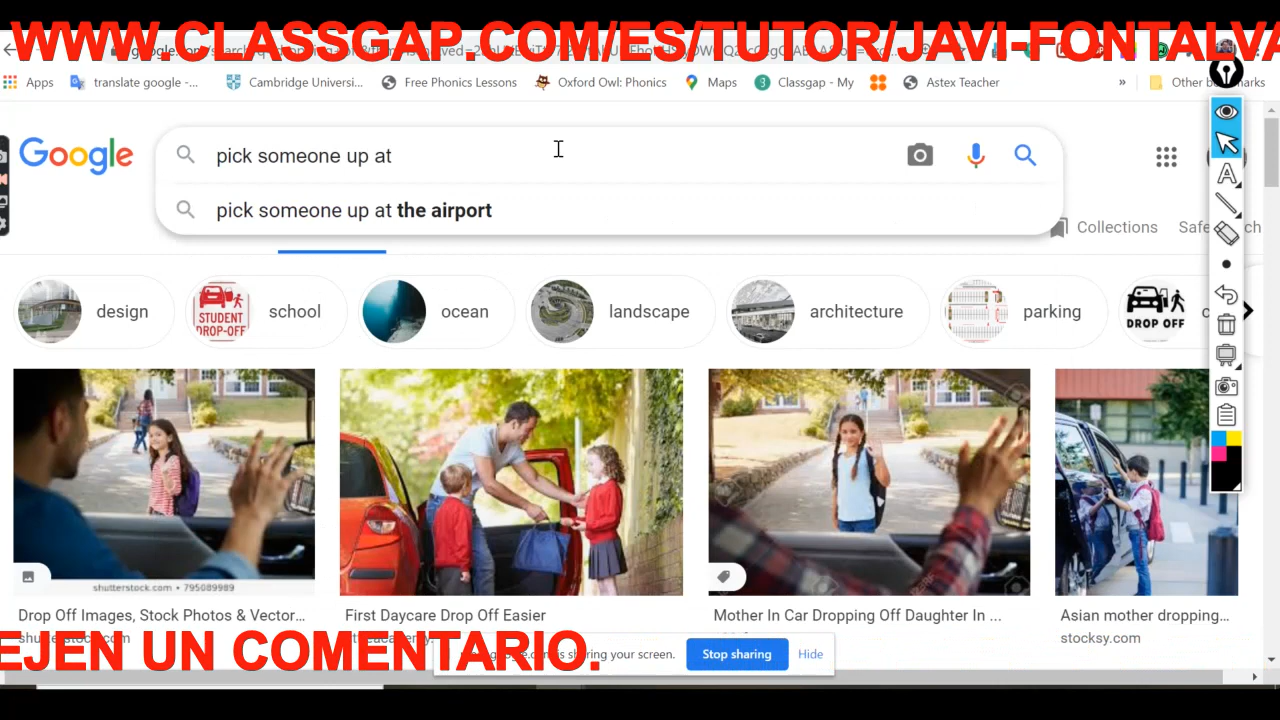 WWW.CLASSGAP.COM/ES/TUTOR/JAVI-FONTALVA
Apps translate google -... Cambridge Universi... Free Phonics Lessons Oxford Owl: Phonics Maps Classgap - My Astex Teacher » Other bookmarks
Google
pick someone up at
pick someone up at the airport
Collections
design
STUDENT
DROP-OFF
school
ocean
landscape
architecture
parking
DROP OFF
shutterstock.com • 795089989
Drop Off Images, Stock Photos & Vector...
First Daycare Drop Off Easier
Mother In Car Dropping Off Daughter In ...
Asian mother dropping...
stocksy.com
EJEN UN COMENTARIO.
sharing your screen.
Stop sharing
Hide